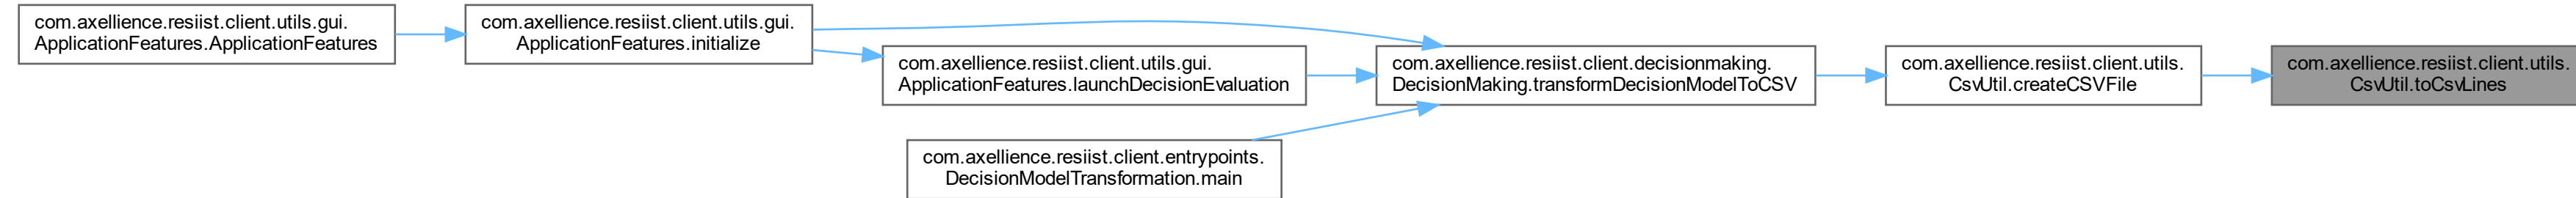 com.axellience.resiist.client.utils.gui.
ApplicationFeatures.ApplicationFeatures
com.axellience.resiist.client.utils.gui.
ApplicationFeatures.initialize
com.axellience.resiist.client.utils.gui.
ApplicationFeatures.launchDecisionEvaluation
com.axellience.resiist.client.entrypoints.
DecisionModelTransformation.main
com.axellience.resiist.client.decisionmaking.
DecisionMaking.transformDecisionModelToCSV
com.axellience.resiist.client.utils.
CsvUtil.createCSVFile
com.axellience.resiist.client.utils.
CsvUtil.toCsvLines